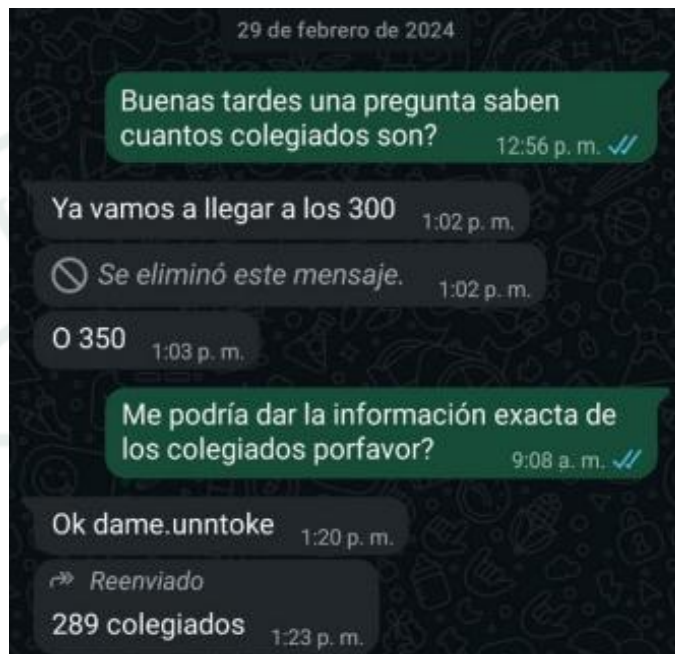 29 de febrero de 2024
Buenas tardes una pregunta saben
cuantos colegiados son?
12:56 p. m.
Ya vamos a llegar a los 300
1:02 p. m.
Se eliminó este mensaje.
1:02 p. m.
O 350
1:03 p. m.
Me podría dar la información exacta de
los colegiados porfavor?
9:08 a. m.
Ok dame.unntoke
1:20 p. m.
Reenviado
289 colegiados
1:23 p. m.